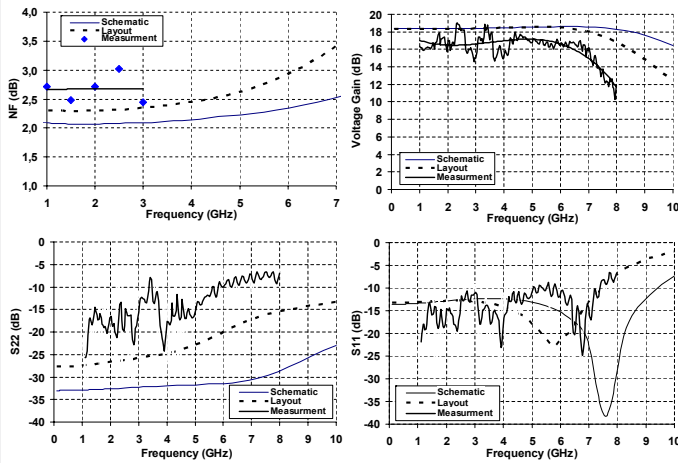 4,0
3,5
3,0
2,5
2,0
1,5
1,0
NF (dB)
Schematic
Layout
Measurment
1 2 3 4 5 6 7
Frequency (GHz)
20
18
16
14
12
10
8
6
4
2
0
Voltage Gain (dB)
Schematic
Layout
Measurment
0 1 2 3 4 5 6 7 8 9 10
Frequency (GHz)
0
-5
-10
-15
-20
-25
-30
-35
-40
S22 (dB)
Schematic
Layout
Measurment
0 1 2 3 4 5 6 7 8 9 10
Frequency (GHz)
0
-5
-10
-15
-20
-25
-30
-35
-40
S11 (dB)
Schematic
Layout
Measurment
0 1 2 3 4 5 6 7 8 9 10
Frequency (GHz)